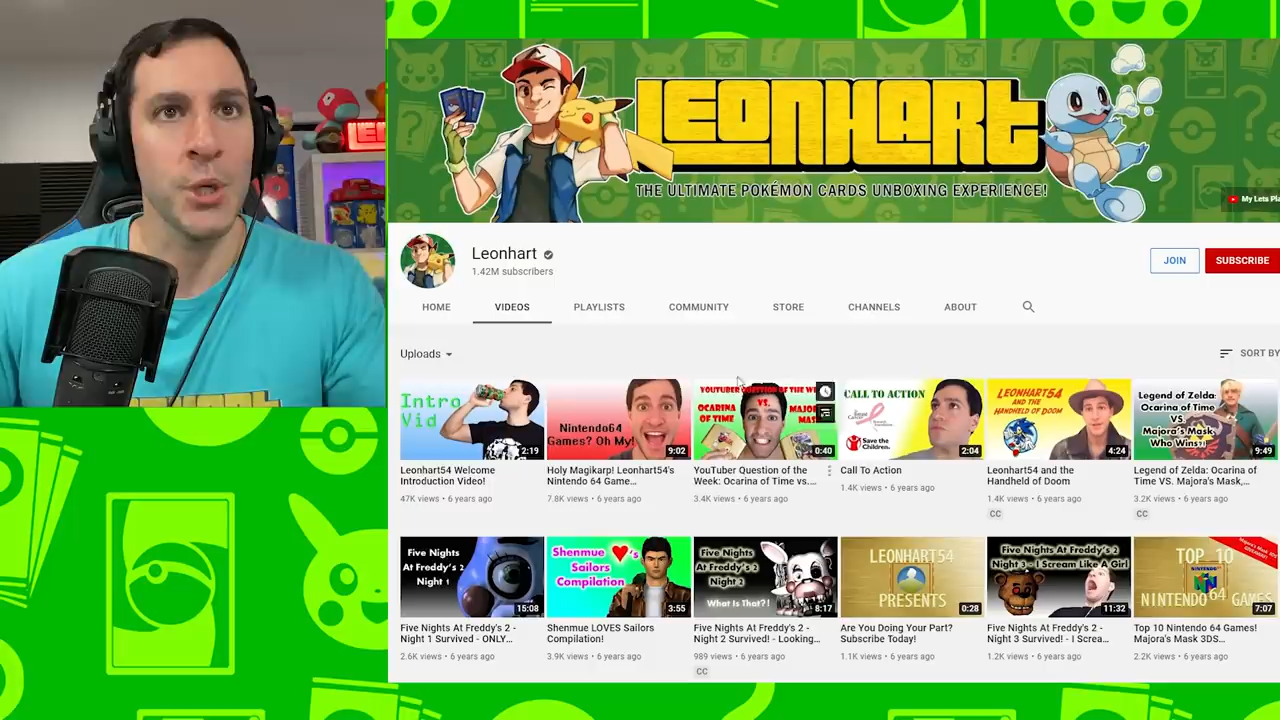 LEONHART
THE ULTIMATE POKÉMON CARDS UNBOXING EXPERIENCE!
My Lets Pla
Leonhart
1.42M subscribers
JOIN
SUBSCRIBE
HOME
VIDEOS
PLAYLISTS
COMMUNITY
STORE
CHANNELS
ABOUT
Uploads
SORT BY
Intro
Vid
2:19
Nintendo64
Games? Oh My!
9:02
YOUTUBER QUESTION OF THE WE
VS.
OCARINA
OF TIME
MAJO
MAS
0:40
CALL TO ACTION
Save the
Children.
2:04
LEONHART54
AND THE
HANDHELD OF DOOM
4:24
Legend of Zelda:
Ocarina of Time
VS
Majora's Mask,
Who Wins?!
9:49
Leonhart54 Welcome
Introduction Video!
47K views • 6 years ago
Holy Magikarp! Leonhart54's
Nintendo 64 Game...
7.8K views • 6 years ago
YouTuber Question of the
Week: Ocarina of Time vs....
3.4K views • 6 years ago
Call To Action
1.4K views • 6 years ago
Leonhart54 and the
Handheld of Doom
1.4K views • 6 years ago
CC
Legend of Zelda: Ocarina of
Time VS. Majora's Mask,...
3.2K views • 6 years ago
CC
Five Nights
At Freddy's 2
Night 1
15:08
Shenmue ♥'s
Sailors
Compilation
3:55
Five Nights
At Freddy's 2
Night 2
What Is That?!
8:17
LEONHART54
PRESENTS
0:28
Five Nights At Freddy's 2
Night 3 - I Scream Like A Girl
11:32
TOP 10
NINTENDO 64 GAMES
7:07
Five Nights At Freddy's 2 -
Night 1 Survived - ONLY...
2.6K views • 6 years ago
Shenmue LOVES Sailors
Compilation!
3.9K views • 6 years ago
Five Nights At Freddy's 2 -
Night 2 Survived! - Looking...
989 views • 6 years ago
CC
Are You Doing Your Part?
Subscribe Today!
1.1K views • 6 years ago
Five Nights At Freddy's 2 -
Night 3 Survived! - I Screa...
1.2K views • 6 years ago
Top 10 Nintendo 64 Games!
Majora's Mask 3DS...
2.2K views • 6 years ago